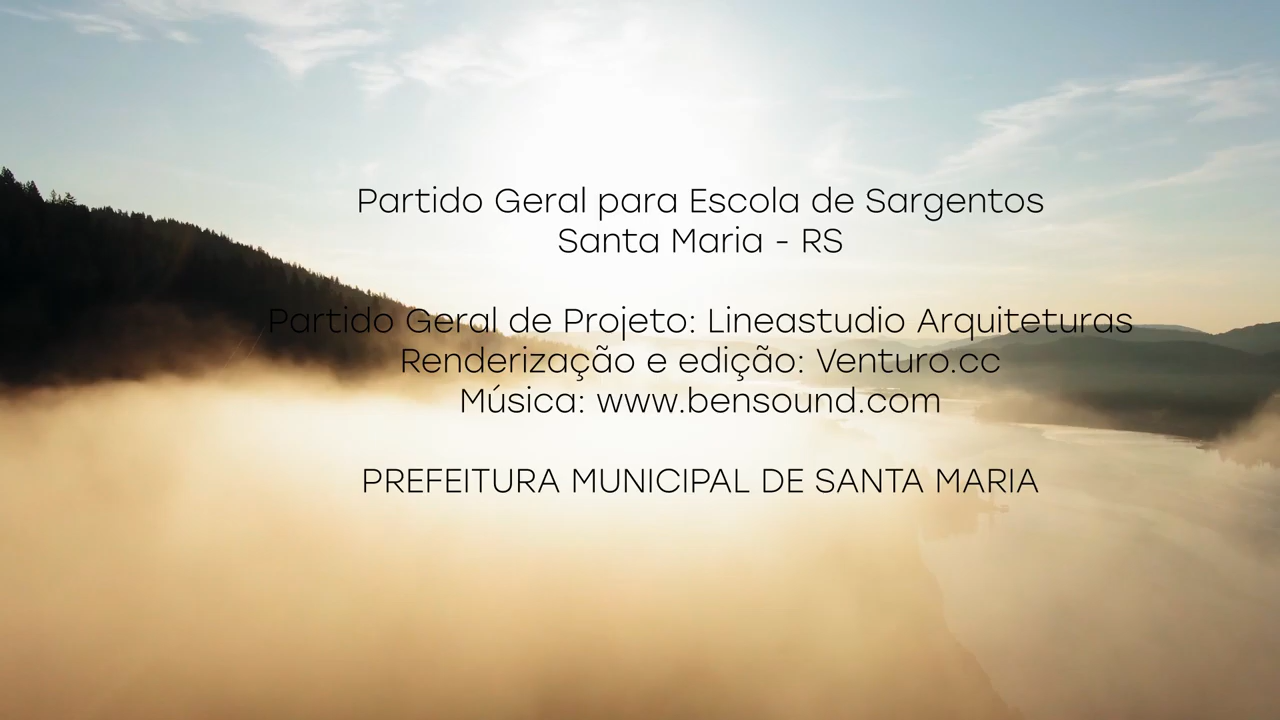 Partido Geral para Escola de Sargentos
Santa Maria - RS
Partido Geral de Projeto: Lineastudio Arquiteturas
Renderização e edição: Venturo.cc
Música: www.bensound.com
PREFEITURA MUNICIPAL DE SANTA MARIA